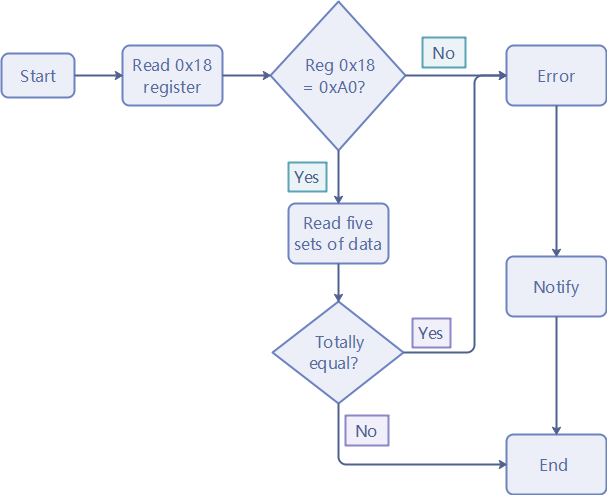 Start
Read 0x18
register
Reg 0x18
= 0xA0?
No
Error
Yes
Read five
sets of data
Notify
Totally
equal?
Yes
No
End